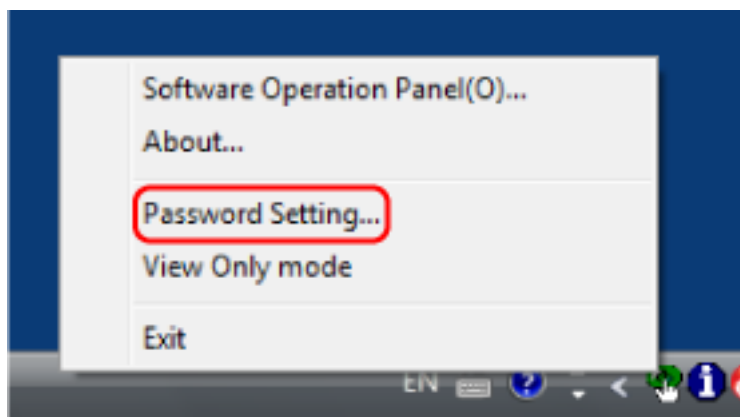 Software Operation Panel(O)...
About...
Password Setting...
View Only mode
Exit
EN